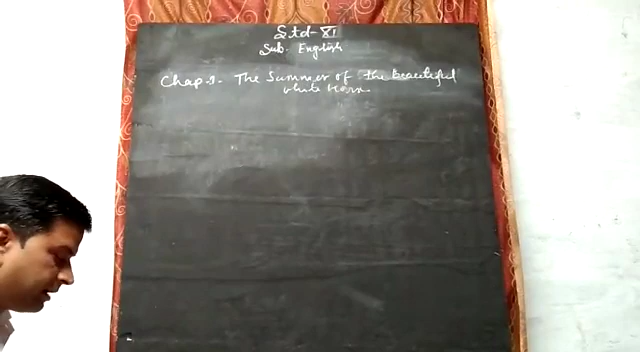 Std-XI
Sub. English
Chap.1. The Summer of the beautiful
white Horse